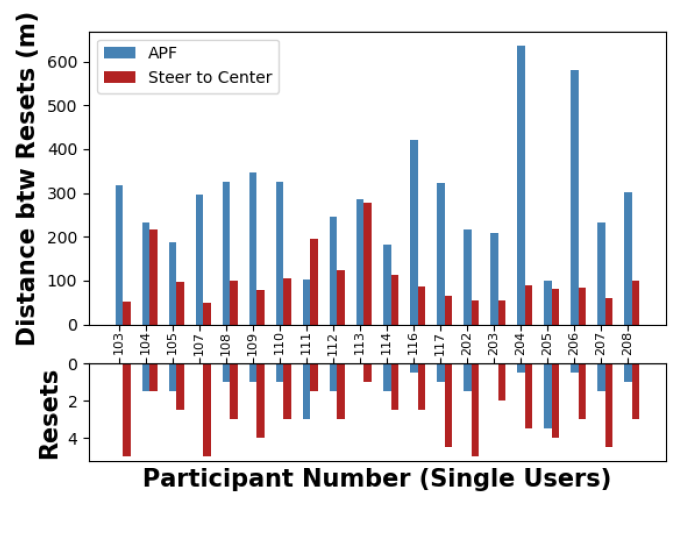 Distance btw Resets (m)
600
500
400
300
200
100
0
APF
Steer to Center
103 104 105 107 108 109 110 111 112 113 114 116 117 202 203 204 205 206 207 208
Resets
0
2
4
Participant Number (Single Users)